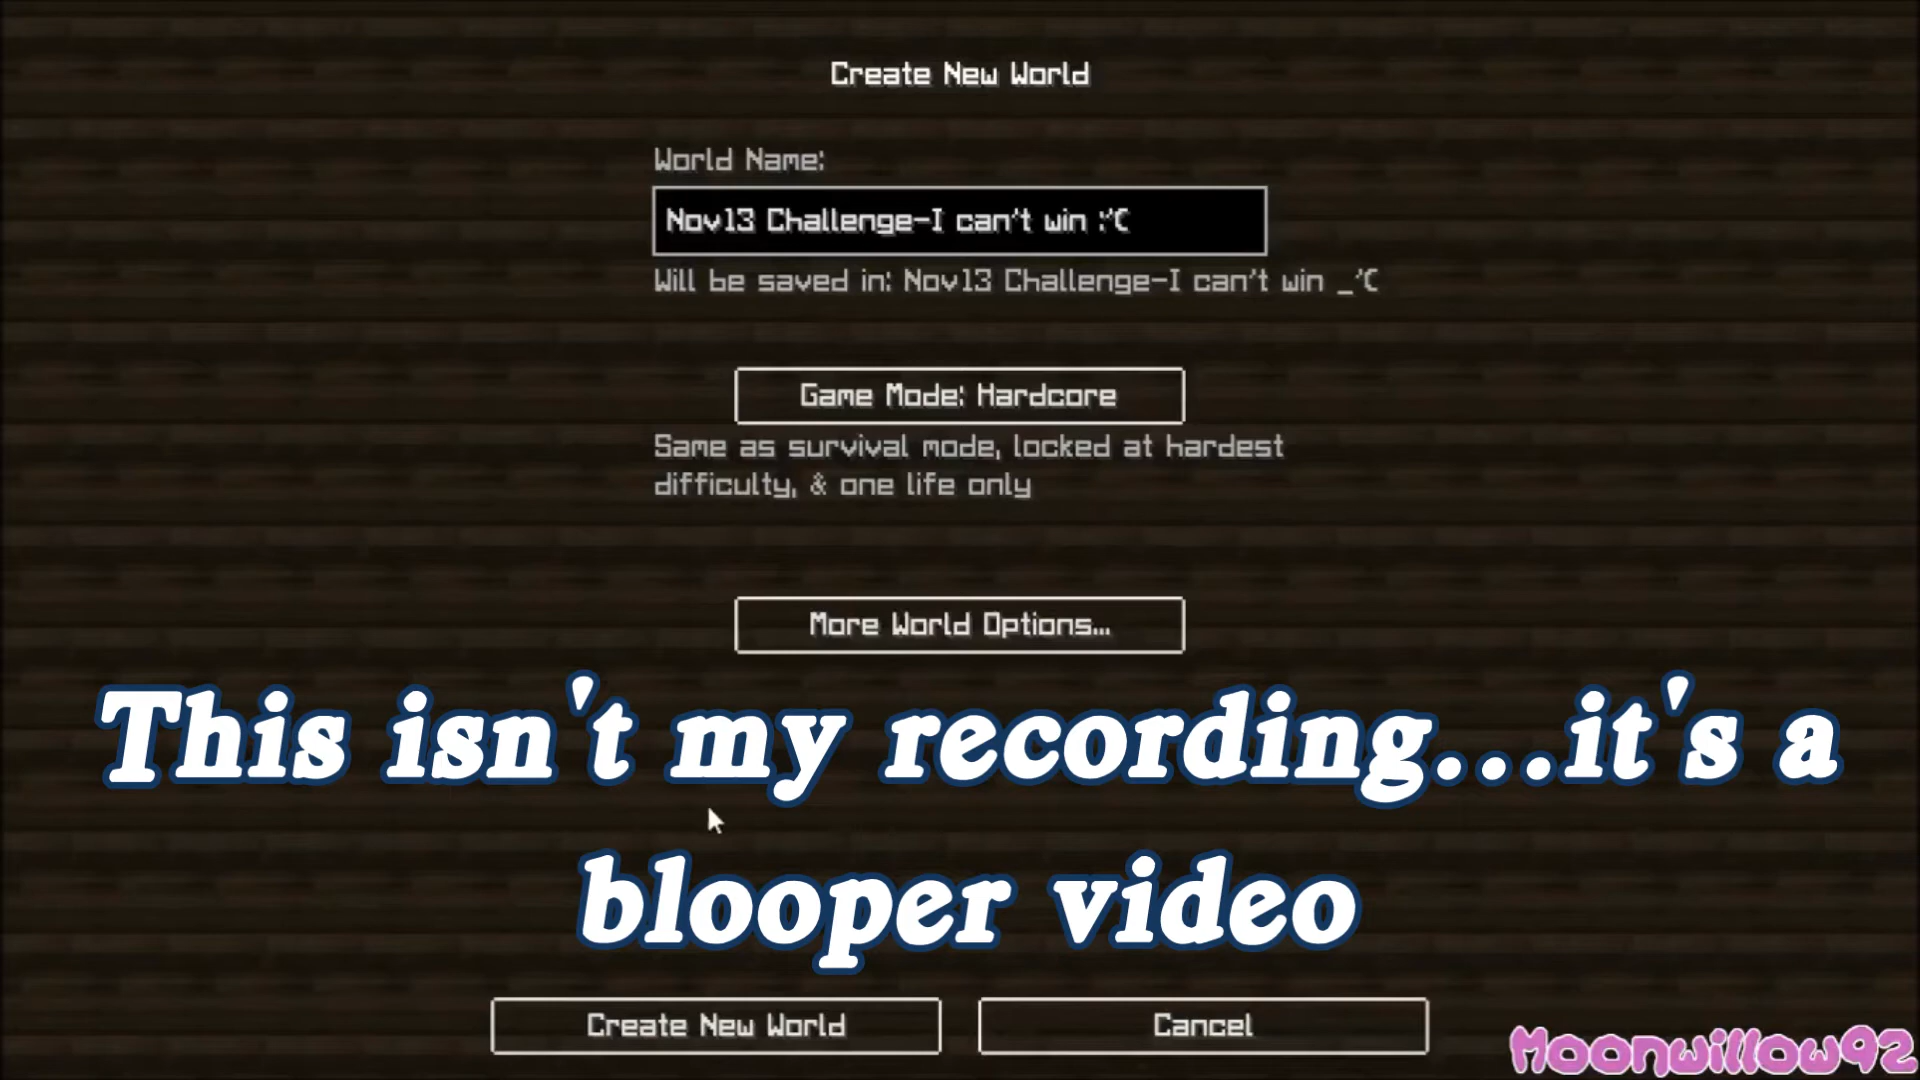 Create New World
World Name:
Nov13 Challenge-I can't win :'C
Will be saved in: Nov13 Challenge-I can't win _'C
Game Mode: Hardcore
Same as survival mode, locked at hardest
difficulty, & one life only
More World Options...
This isn't my recording...it's a
blooper video
Create New World
Cancel
Moonwillow92